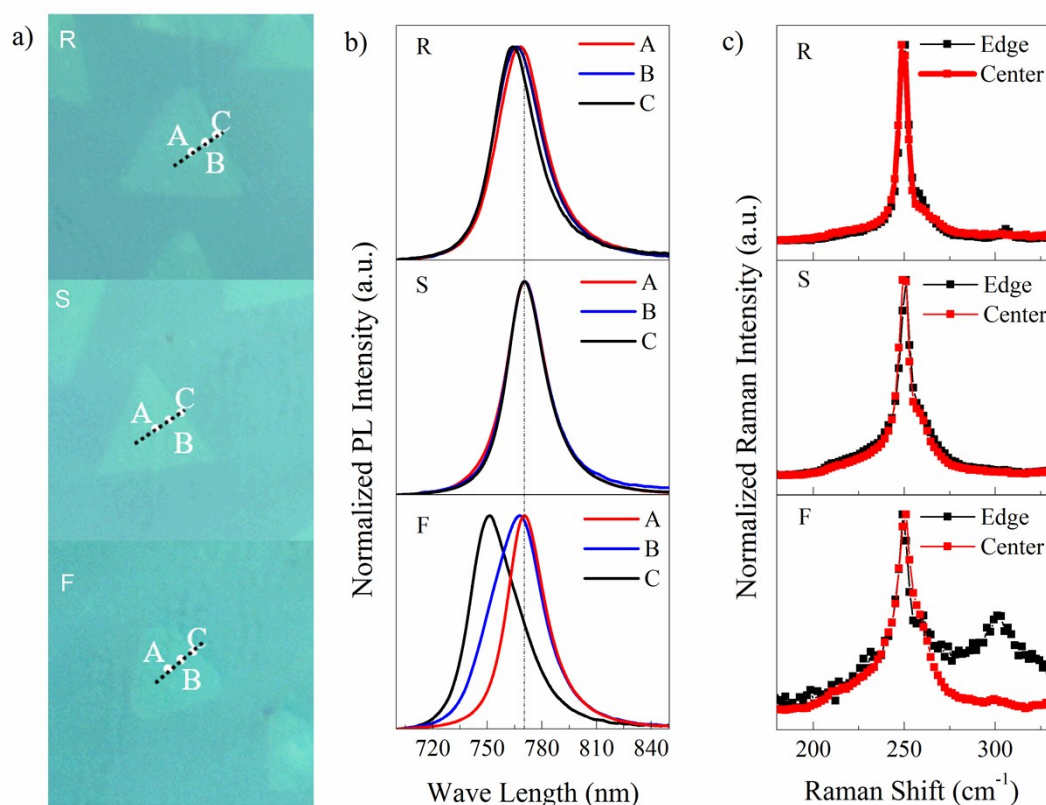 a)
R
A
C
B
S
A
C
B
F
A
C
B
b)
Normalized PL Intensity (a.u.)
R
A
B
C
S
A
B
C
F
A
B
C
720 750 780 810 840
Wave Length (nm)
c)
Normalized Raman Intensity (a.u.)
R
Edge
Center
S
Edge
Center
F
Edge
Center
200 250 300
Raman Shift (cm⁻¹)